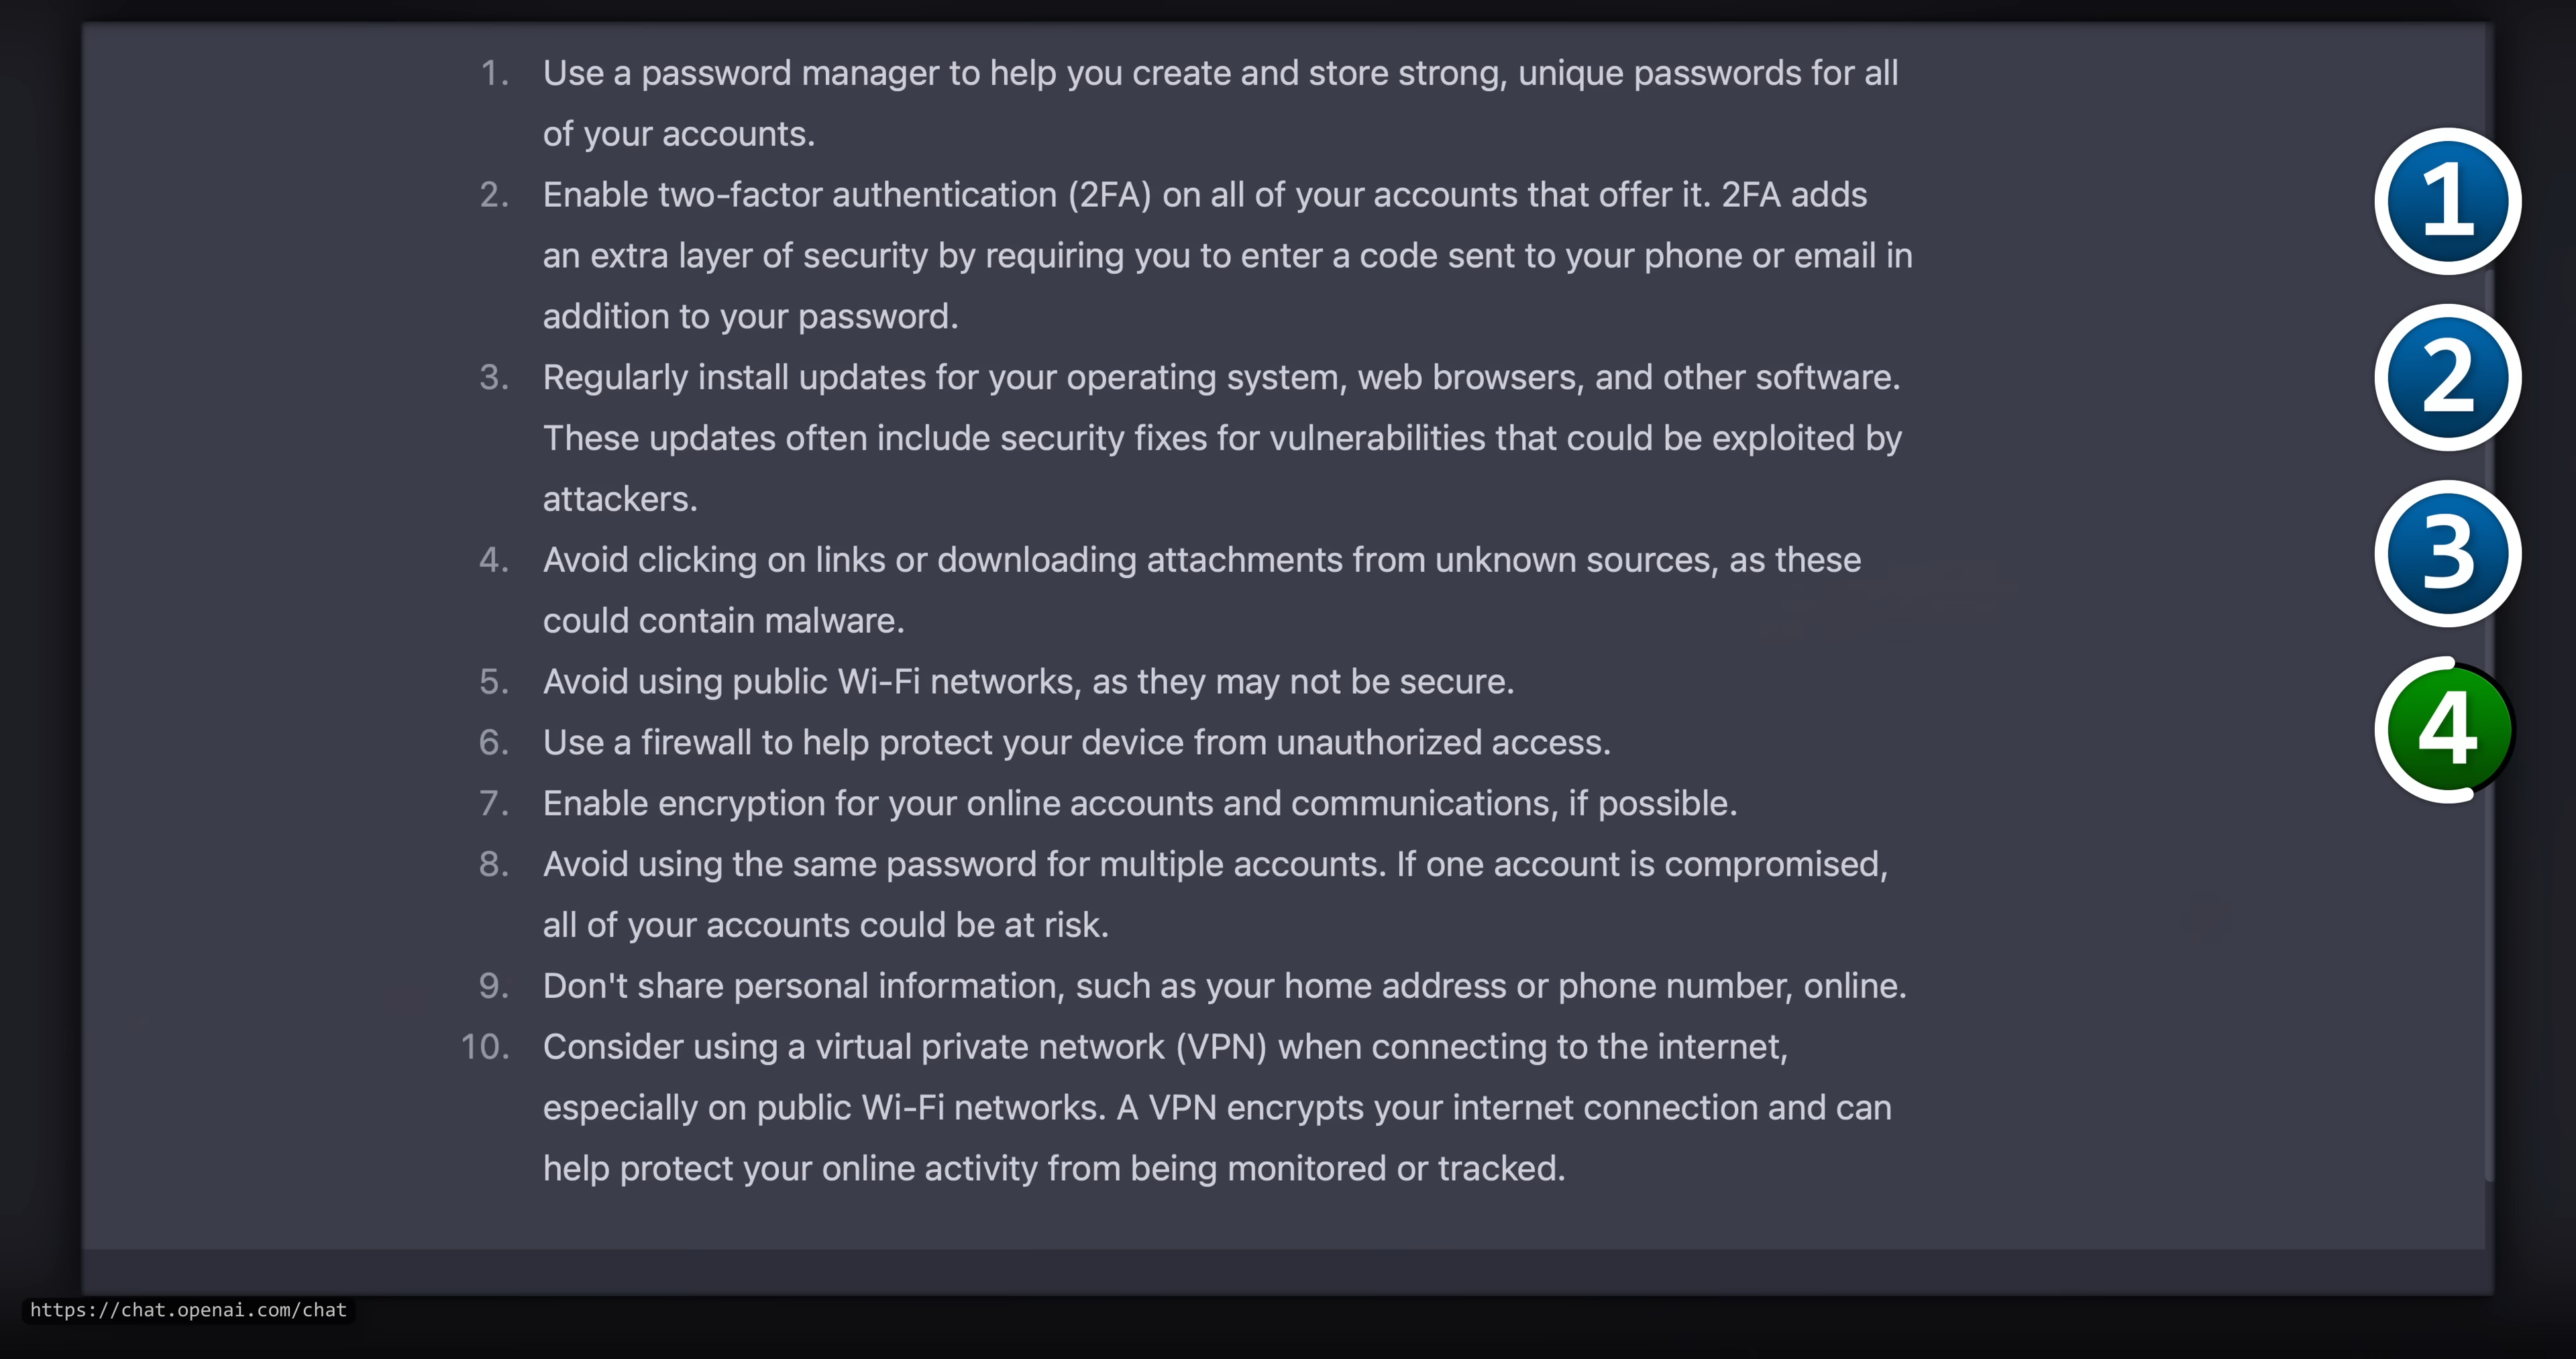 1. Use a password manager to help you create and store strong, unique passwords for all
of your accounts.
2. Enable two-factor authentication (2FA) on all of your accounts that offer it. 2FA adds
an extra layer of security by requiring you to enter a code sent to your phone or email in
addition to your password.
3. Regularly install updates for your operating system, web browsers, and other software.
These updates often include security fixes for vulnerabilities that could be exploited by
attackers.
4. Avoid clicking on links or downloading attachments from unknown sources, as these
could contain malware.
5. Avoid using public Wi-Fi networks, as they may not be secure.
6. Use a firewall to help protect your device from unauthorized access.
7. Enable encryption for your online accounts and communications, if possible.
8. Avoid using the same password for multiple accounts. If one account is compromised,
all of your accounts could be at risk.
9. Don't share personal information, such as your home address or phone number, online.
10. Consider using a virtual private network (VPN) when connecting to the internet,
especially on public Wi-Fi networks. A VPN encrypts your internet connection and can
help protect your online activity from being monitored or tracked.
1
2
3
4
https://chat.openai.com/chat